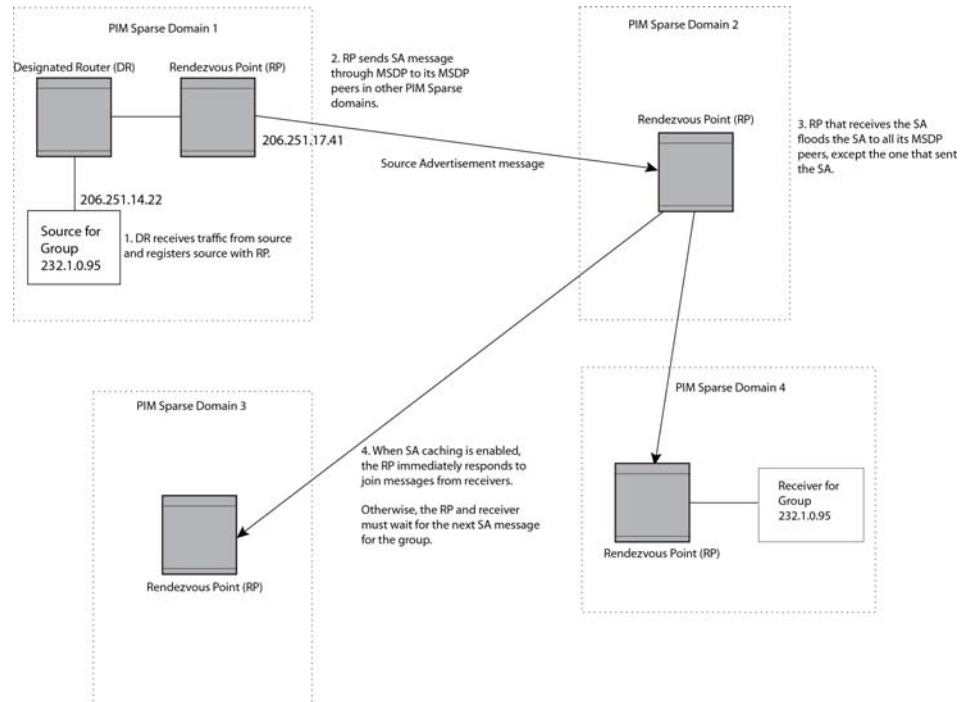 PIM Sparse Domain 1
Designated Router (DR)
Rendezvous Point (RP)
206.251.17.41
206.251.14.22
Source for
Group
232.1.0.95
1. DR receives traffic from source
and registers source with RP.
2. RP sends SA message
through MSDP to its MSDP
peers in other PIM Sparse
domains.
Source Advertisement message
PIM Sparse Domain 2
Rendezvous Point (RP)
3. RP that receives the SA
floods the SA to all its MSDP
peers, except the one that sent
the SA.
PIM Sparse Domain 3
Rendezvous Point (RP)
4. When SA caching is enabled,
the RP immediately responds to
join messages from receivers.
Otherwise, the RP and receiver
must wait for the next SA message
for the group.
PIM Sparse Domain 4
Rendezvous Point (RP)
Receiver for
Group
232.1.0.95